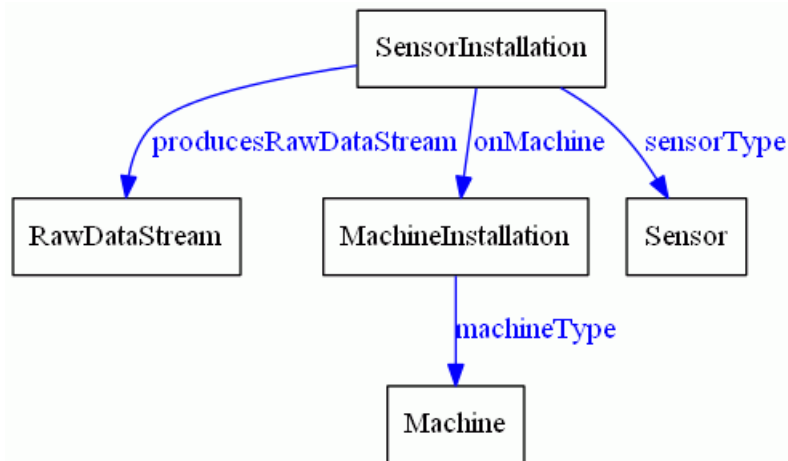 SensorInstallation
producesRawDataStream
onMachine
sensorType
RawDataStream
MachineInstallation
Sensor
machineType
Machine